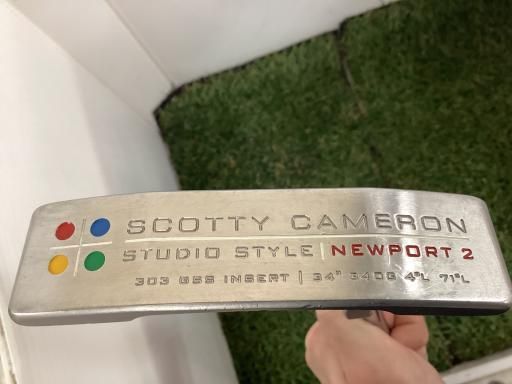 SCOTTY CAMERON
STUDIO STYLE | NEWPORT 2
303 GSS INSERT | 34" 340G 4°L 71°L